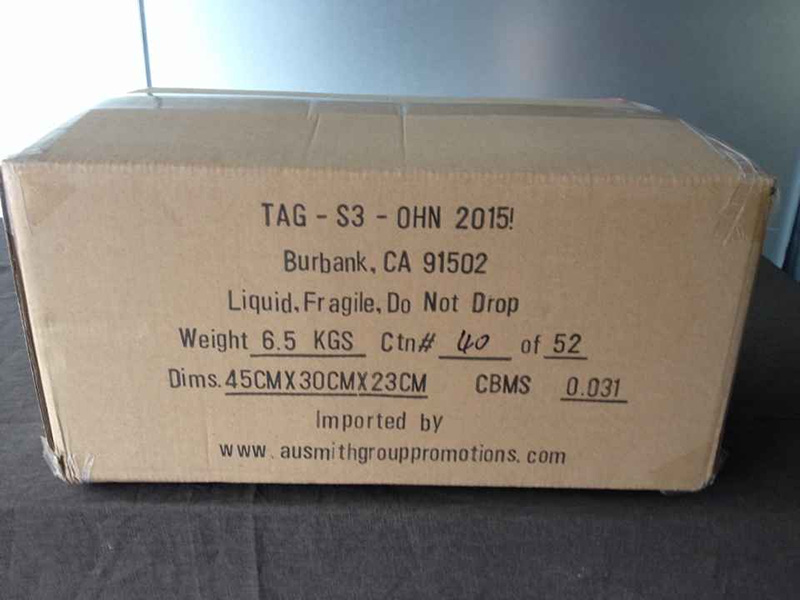 TAG - S3 - OHN 2015!
Burbank, CA 91502
Liquid, Fragile, Do Not Drop
Weight 6.5 KGS Ctn# 40 of 52
Dims. 45CMX30CMX23CM CBMS 0.031
Imported by
www.ausmithgrouppromotions.com